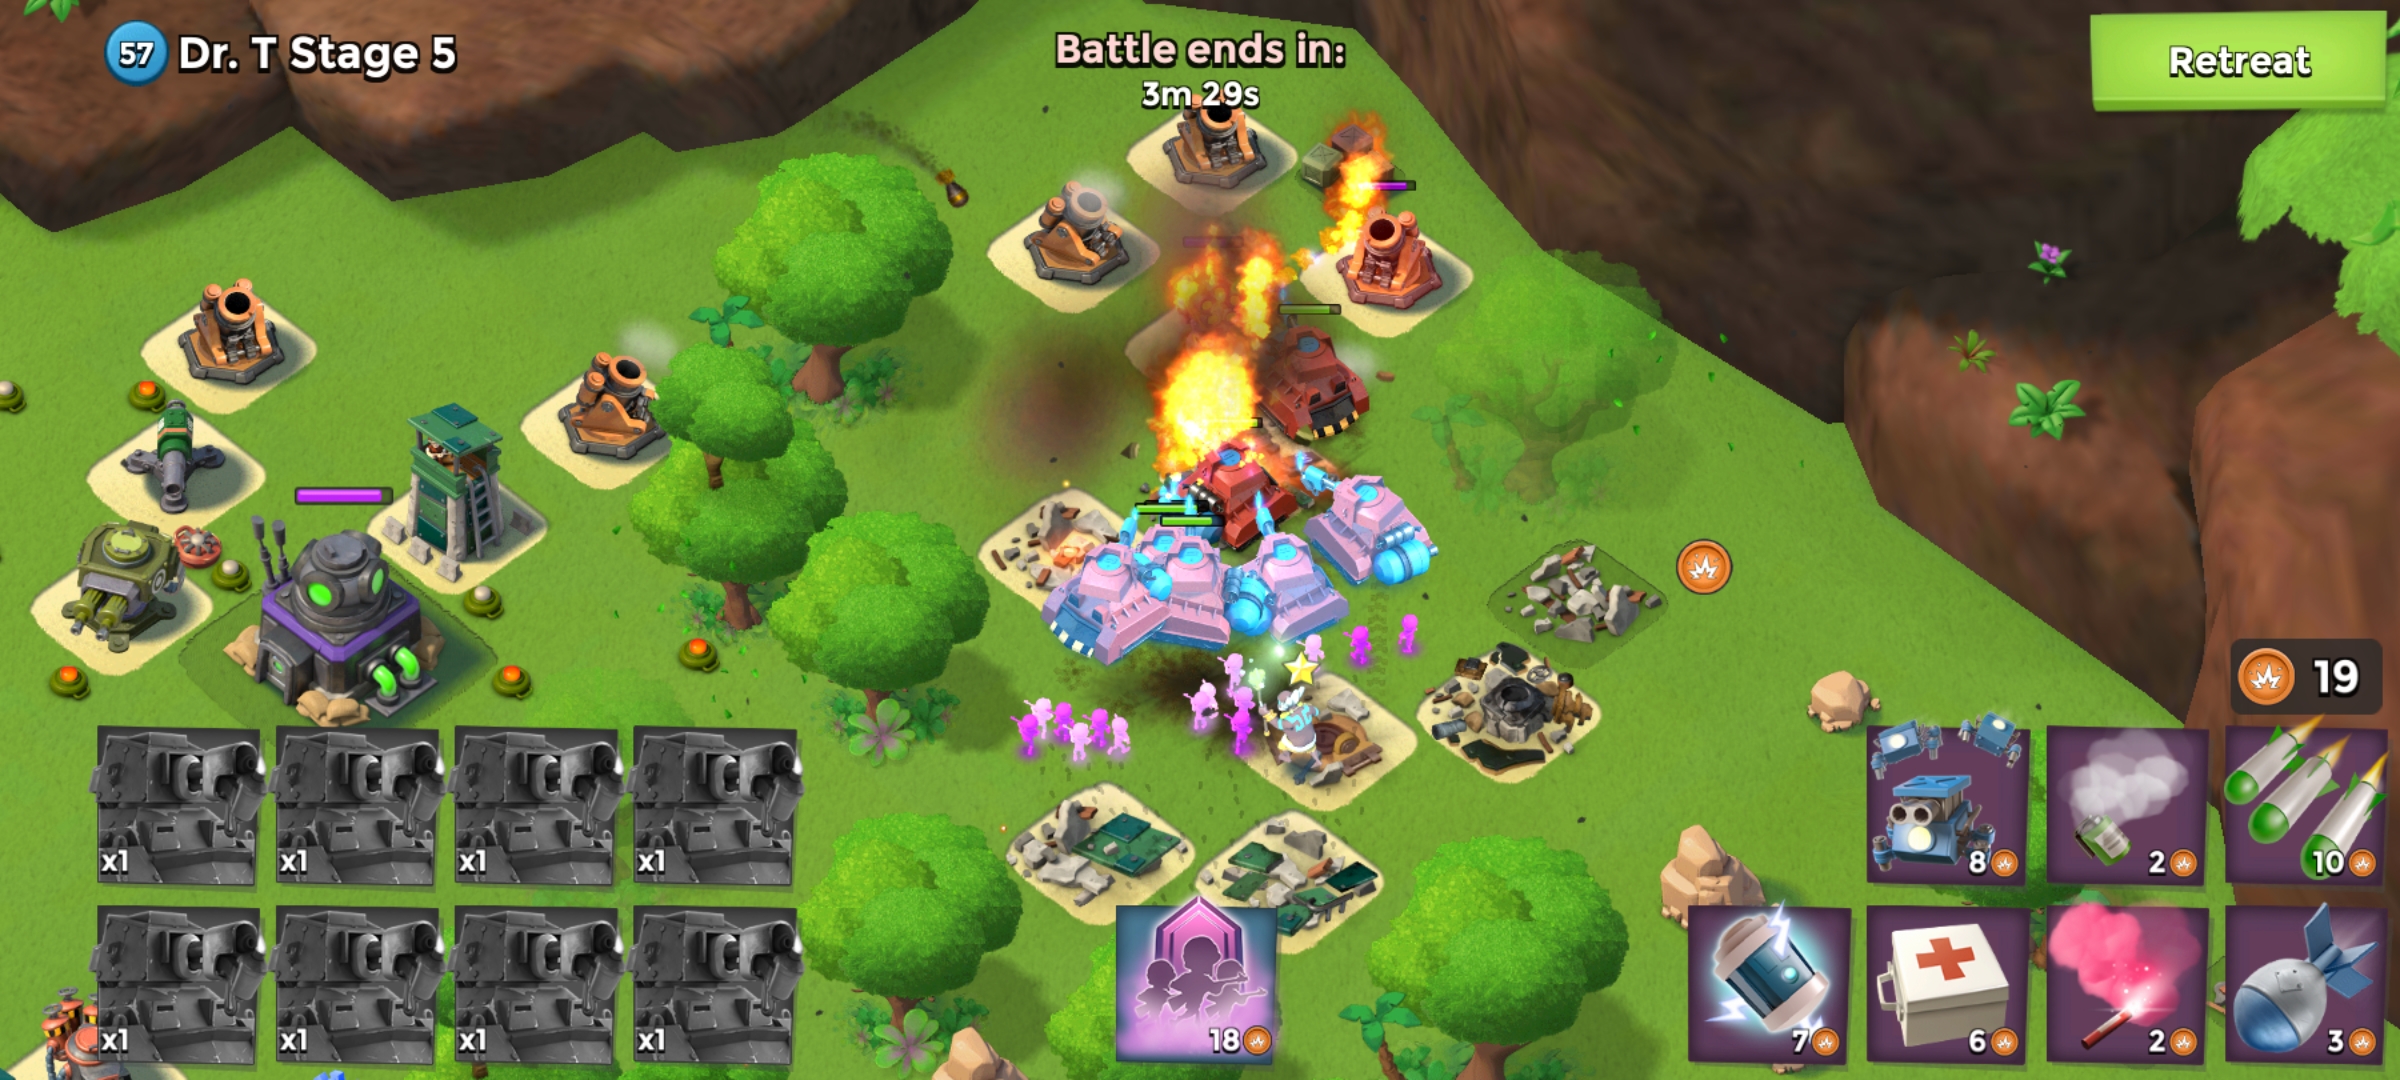 57 Dr. T Stage 5
Battle ends in:
3m 29s
Retreat
19
x1 x1 x1 x1
8 2 10
x1 x1 x1 x1
18
7 6 2 3